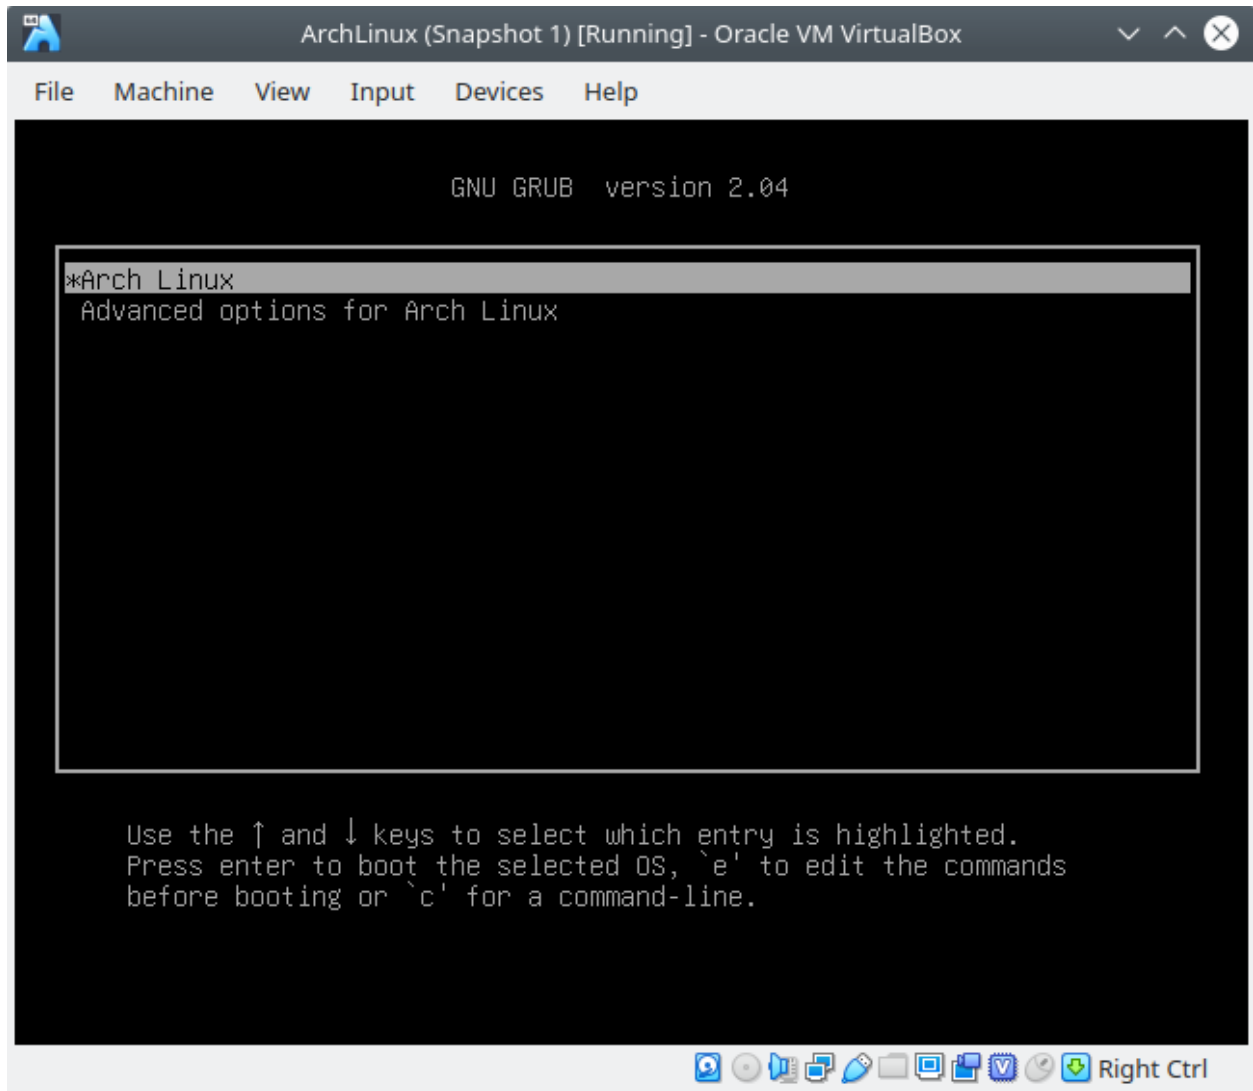 64
ArchLinux (Snapshot 1) [Running] - Oracle VM VirtualBox
File Machine View Input Devices Help
GNU GRUB version 2.04
*Arch Linux
Advanced options for Arch Linux
Use the ↑ and ↓ keys to select which entry is highlighted.
Press enter to boot the selected OS, `e' to edit the commands
before booting or `c' for a command-line.
V
Right Ctrl